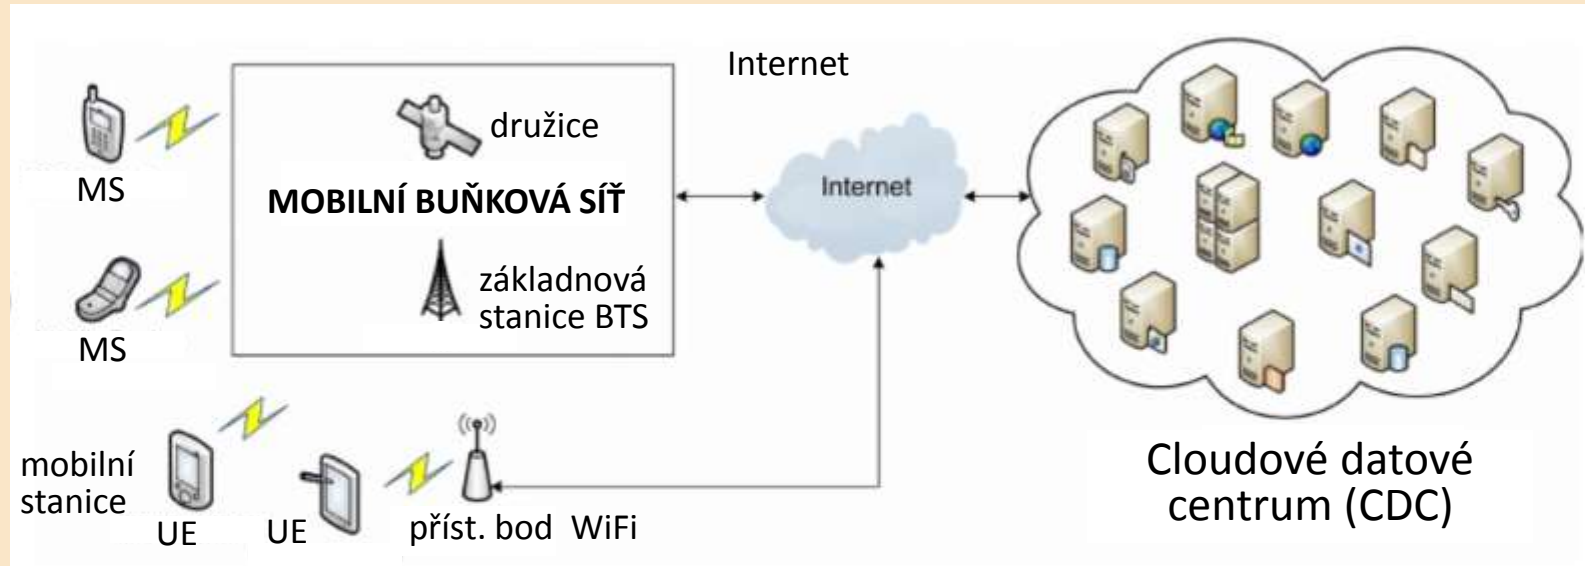 Internet
družice
MS
MOBILNÍ BUŇKOVÁ SÍŤ
Internet
základnová
stanice BTS
MS
mobilní
stanice
UE
UE
příst. bod WiFi
Cloudové datové
centrum (CDC)